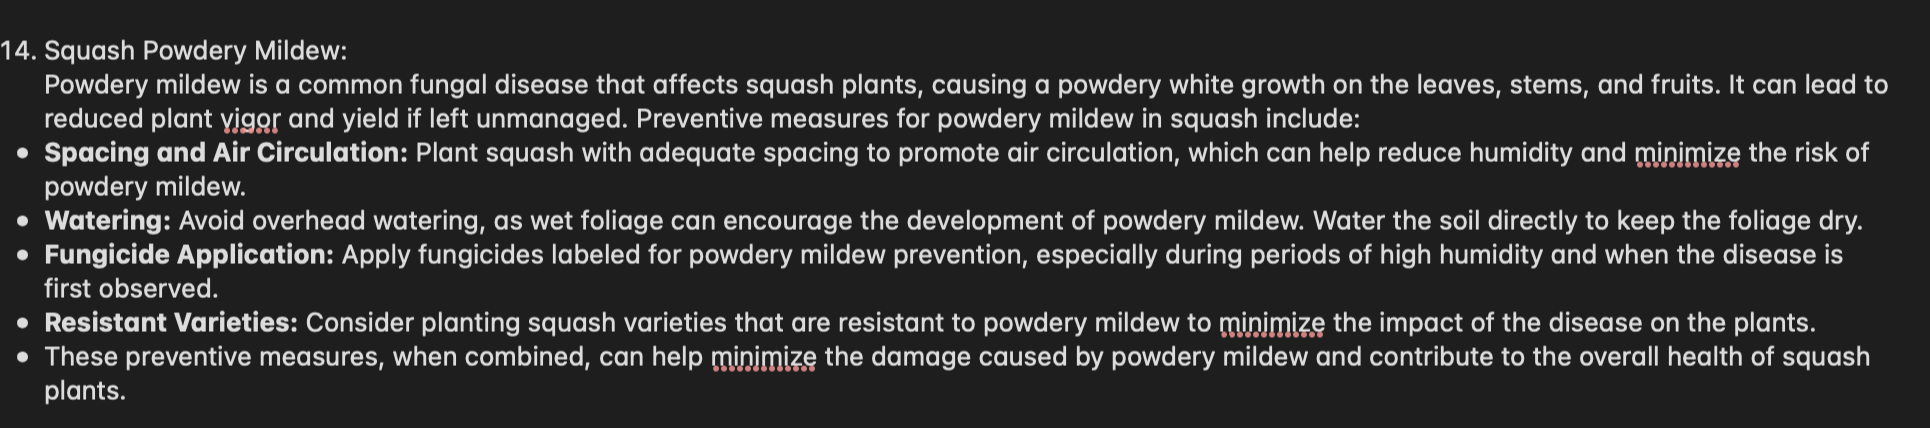 14. Squash Powdery Mildew:
Powdery mildew is a common fungal disease that affects squash plants, causing a powdery white growth on the leaves, stems, and fruits. It can lead to
reduced plant vigor and yield if left unmanaged. Preventive measures for powdery mildew in squash include:
• Spacing and Air Circulation: Plant squash with adequate spacing to promote air circulation, which can help reduce humidity and minimize the risk of
powdery mildew.
• Watering: Avoid overhead watering, as wet foliage can encourage the development of powdery mildew. Water the soil directly to keep the foliage dry.
• Fungicide Application: Apply fungicides labeled for powdery mildew prevention, especially during periods of high humidity and when the disease is
first observed.
• Resistant Varieties: Consider planting squash varieties that are resistant to powdery mildew to minimize the impact of the disease on the plants.
• These preventive measures, when combined, can help minimize the damage caused by powdery mildew and contribute to the overall health of squash
plants.